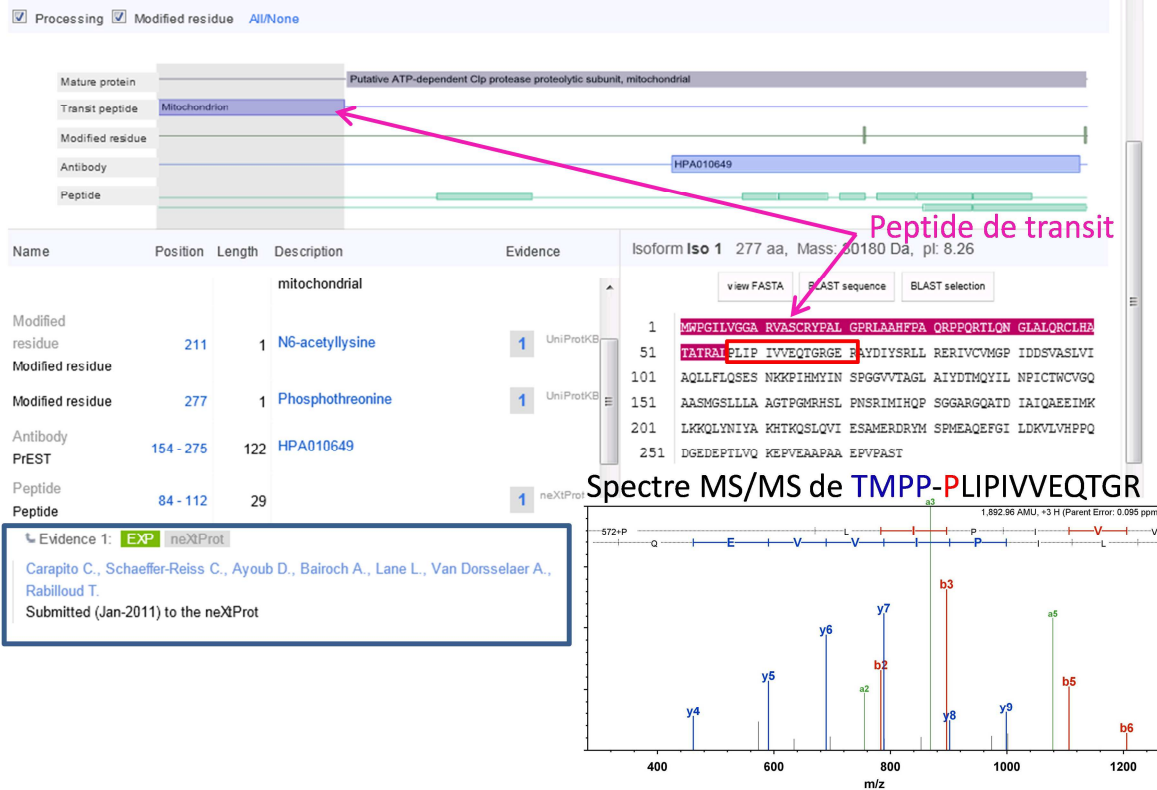 Processing Modified residue All/None
Mature protein Putative ATP-dependent Clp protease proteolytic subunit, mitochondrial
Transit peptide Mitochondrion
Modified residue
Antibody HPA010649
Peptide
Peptide de transit
Name Position Length Description Evidence
mitochondrial
Modified
residue
Modified residue 211 1 N6-acetyllysine 1 UniProtKB
Modified residue 277 1 Phosphothreonine 1 UniProtKB
Antibody
PrEST 154 - 275 122 HPA010649
Peptide
Peptide 84 - 112 29 1 neXtProt
Evidence 1: EXP neXtProt
Carapito C., Schaeffer-Reiss C., Ayoub D., Bairoch A., Lane L., Van Dorsselaer A.,
Rabilloud T.
Submitted (Jan-2011) to the neXtProt
Isoform Iso 1 277 aa, Mass: 30180 Da, pI: 8.26
view FASTA BLAST sequence BLAST selection
1 MWPGILVGGA RVASCRYPAL GPRLAAHFPA QRPPQRTLQN GLALQRCLHA
51 TATRALPLIP IVVEQTGRGE RAYDIYSRLL RERIVCVMGP IDDSVASLVI
101 AQLLFLQSES NKKPIHMYIN SPGGVVTAGL AIYDTMQYIL NPICTWCVGQ
151 AASMGSLLLA AGTPGMRHSL PNSRIMIHQP SGGARGQATD IAIQAEEIMK
201 LKKQLYNIYA KHTKQSLQVI ESAMERDRYM SPMEAQEFGI LDKVLVHPPQ
251 DGEDEPTLVQ KEPVEAAPAA EPVPAST
Spectre MS/MS de TMPP-PLIPIVVEQTGR
a3
1,892.96 AMU, +3 H (Parent Error: 0.095 ppm
572+P L I P I V V
Q E V V I P I L
b3
y7
a5
y6
b2
y5
b5
a2
y4
y8
y9
b6
400 600 800 1000 1200
m/z